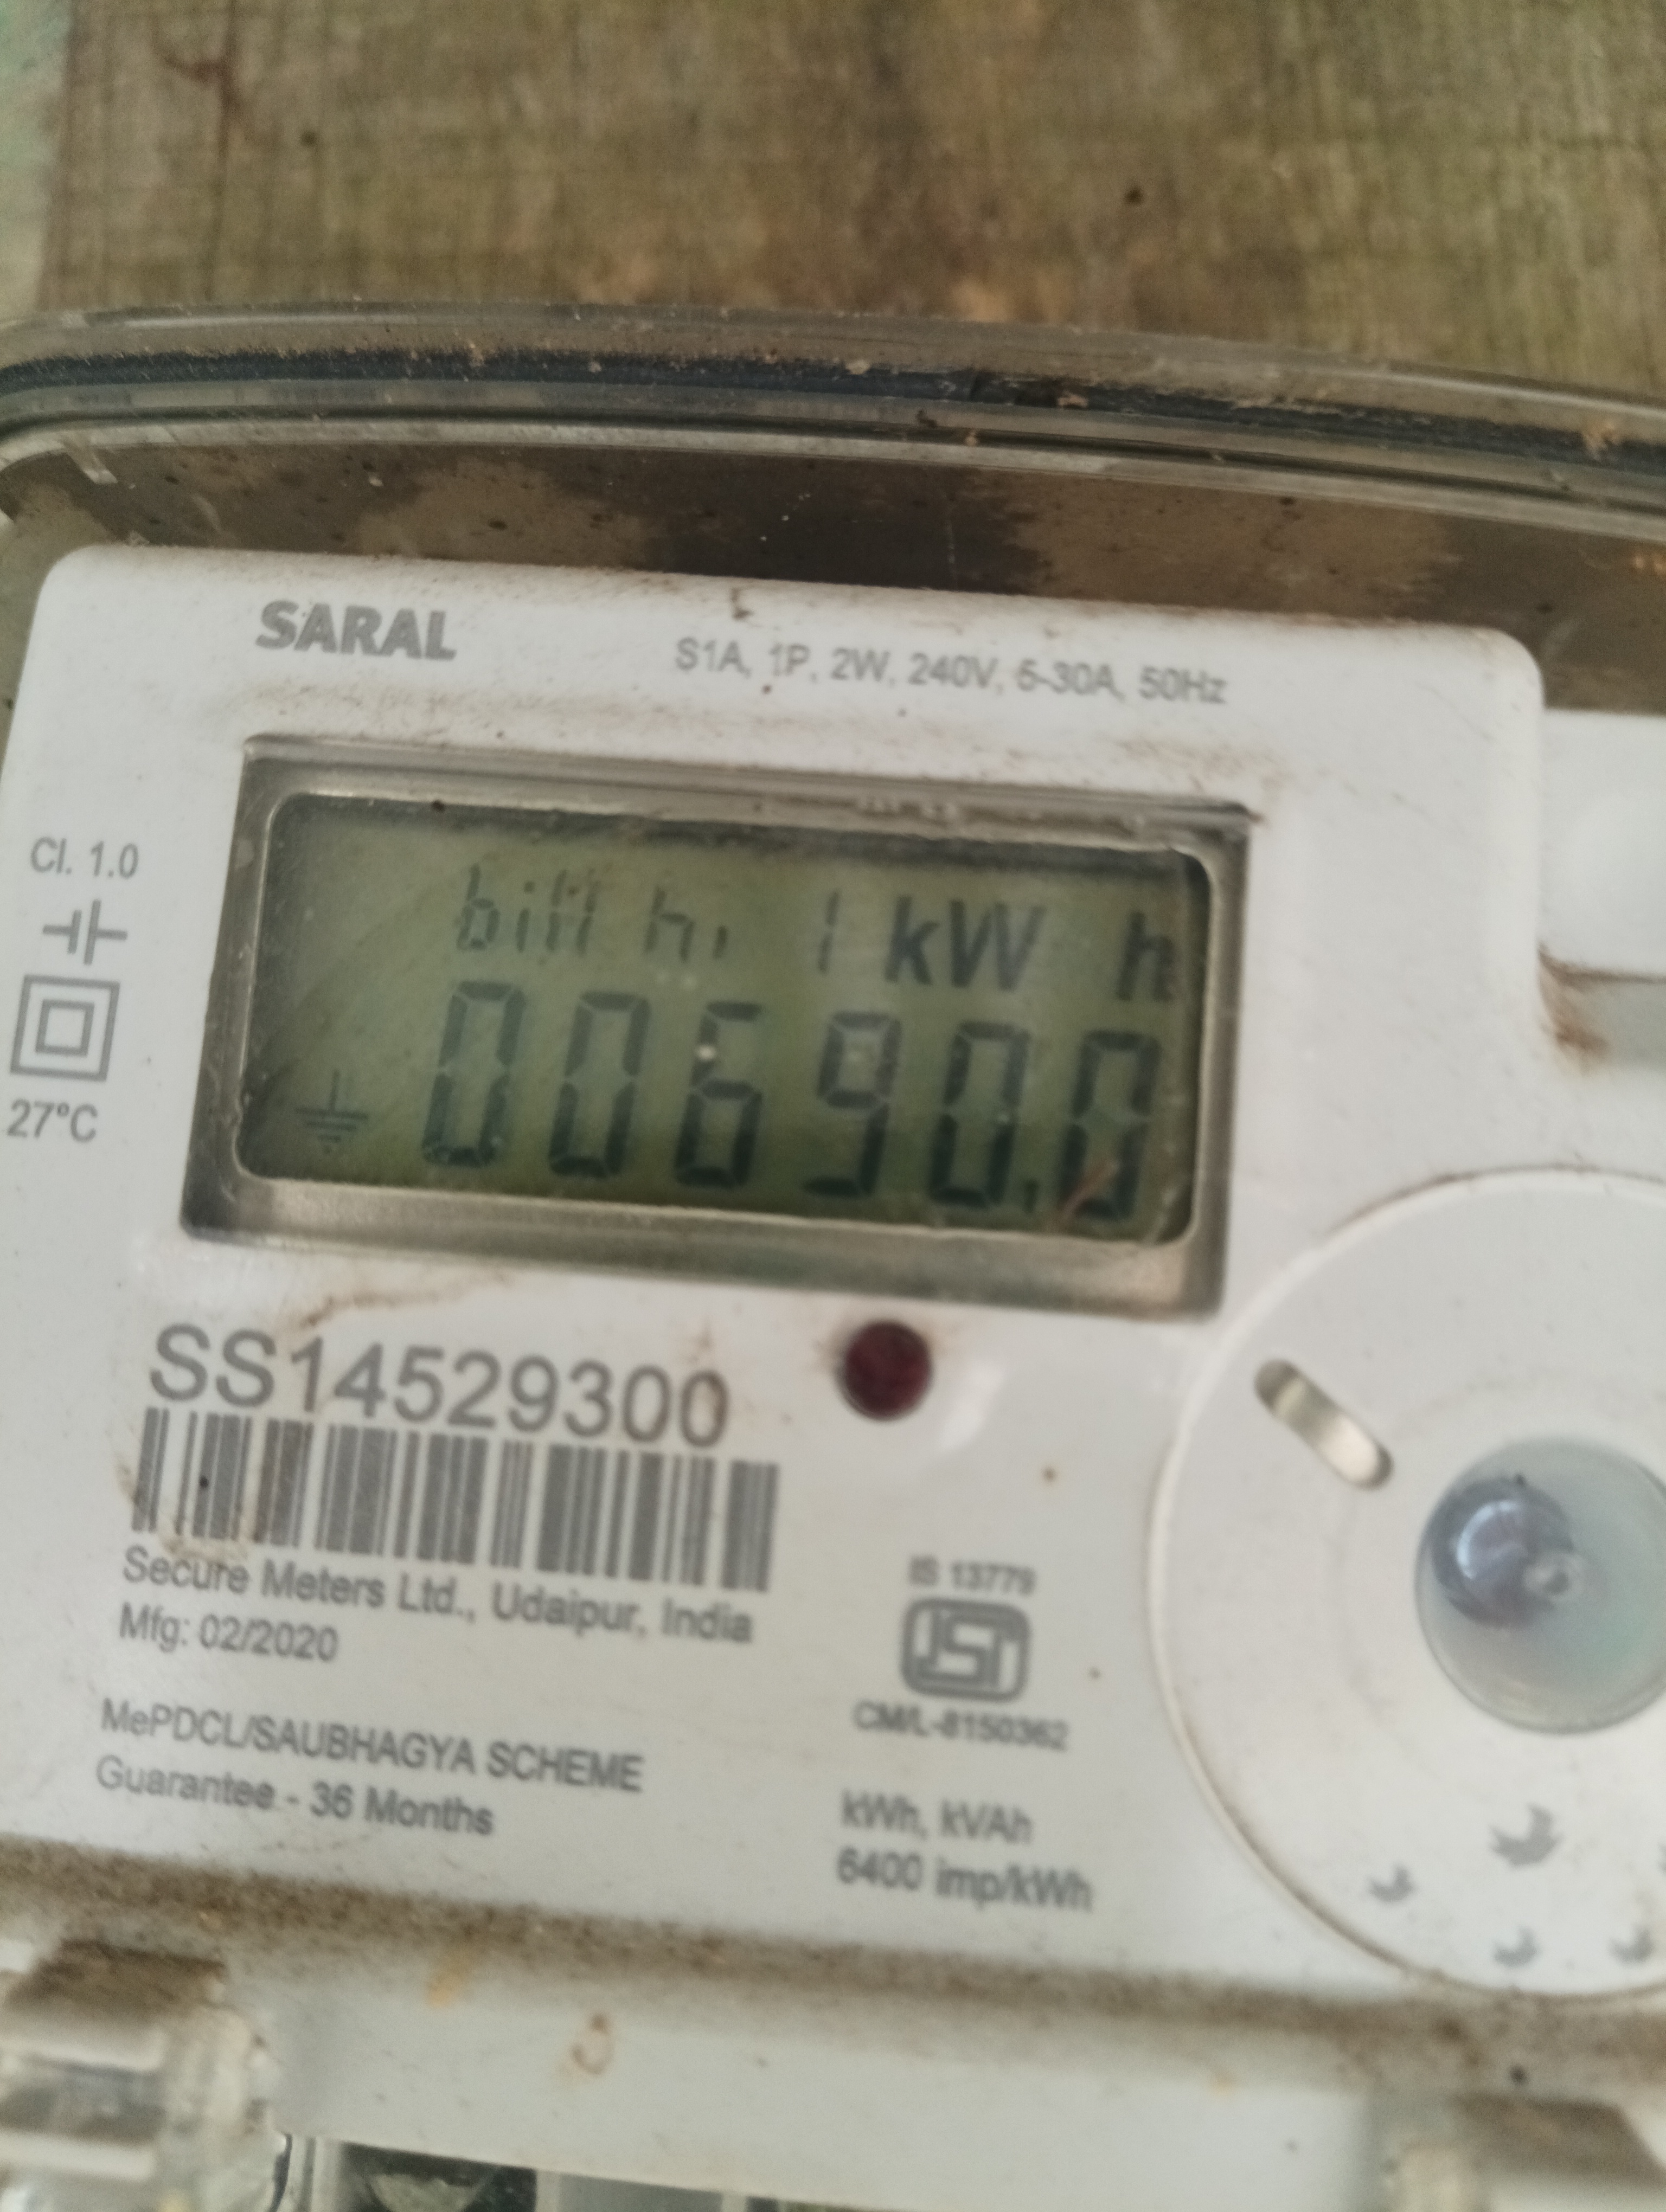 SARAL
S1A, 1P, 2W, 240V, 5-30A, 50Hz
Cl. 1.0
27°C
bill hi 1 kW h
00690.0
SS14529300
Secure Meters Ltd., Udaipur, India
Mfg: 02/2020
MePDCL/SAUBHAGYA SCHEME
Guarantee - 36 Months
IS 13779
ISI
CM/L-8150362
kWh, kVAh
6400 imp/kWh